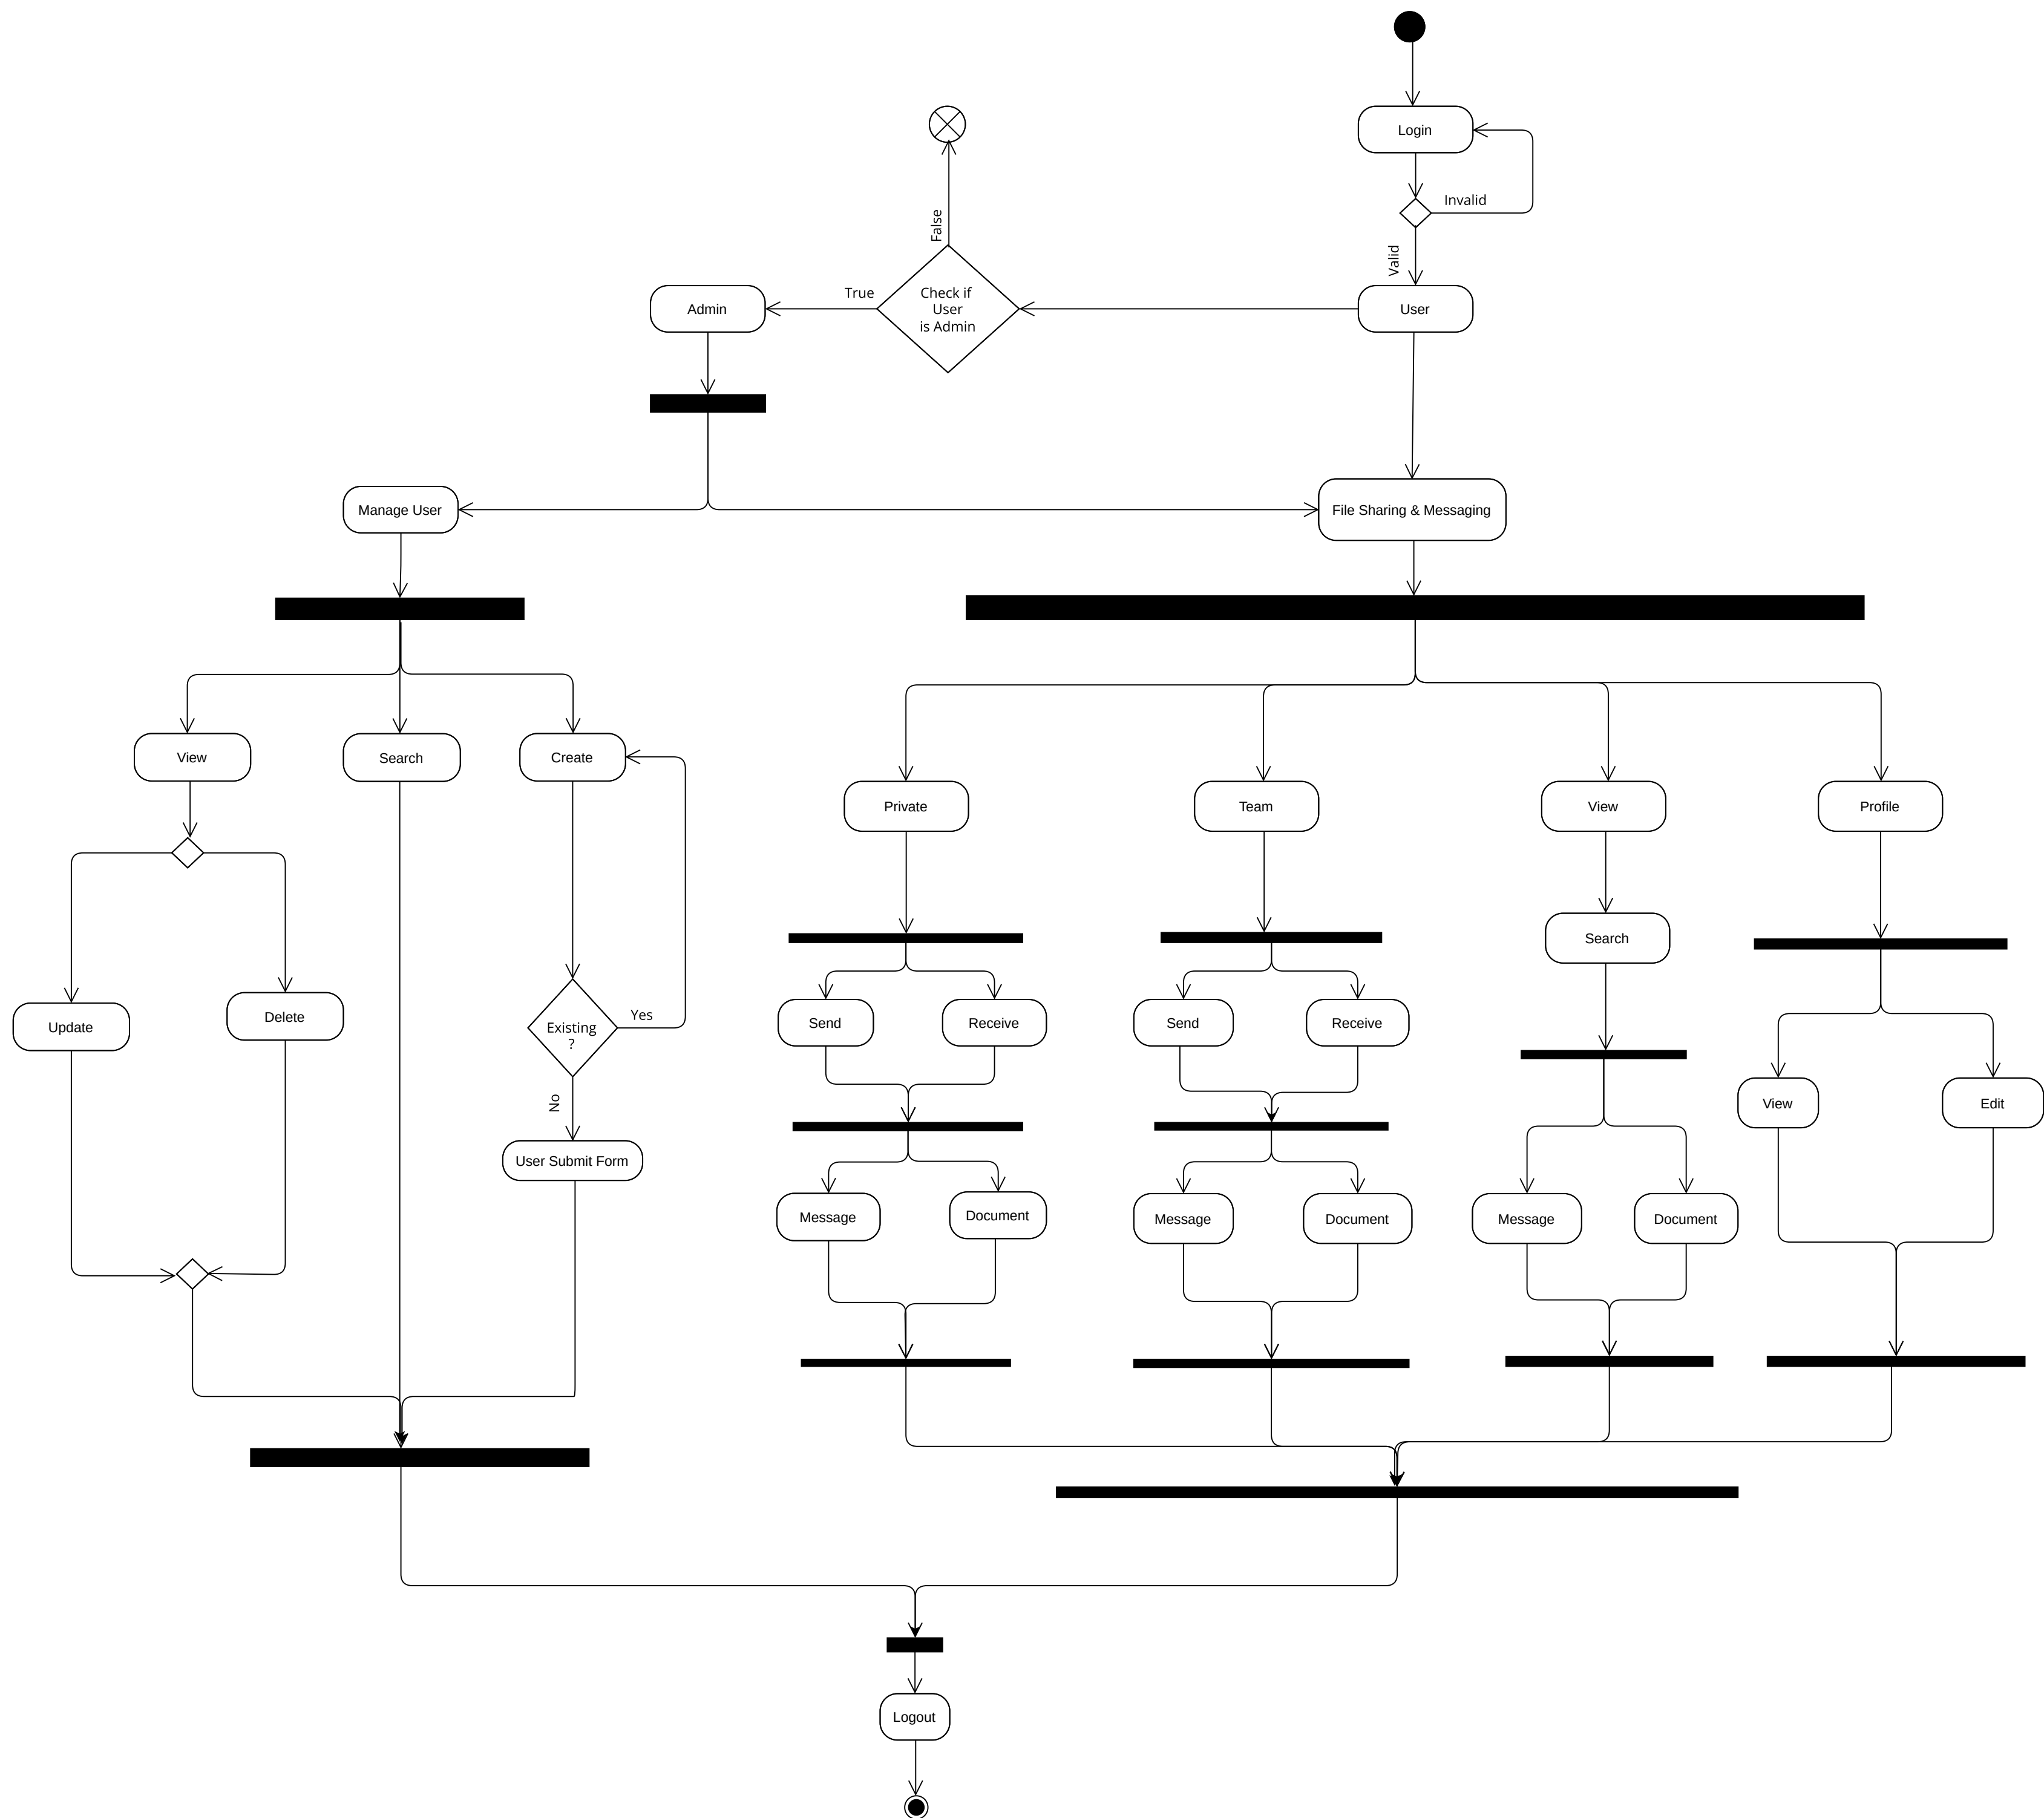 Login
Invalid
Valid
False
True
Check if
User
is Admin
Admin
User
Manage User
File Sharing & Messaging
View
Search
Create
Private
Team
View
Profile
Search
Update
Delete
Existing
?
Yes
No
Send
Receive
Send
Receive
View
Edit
User Submit Form
Message
Document
Message
Document
Message
Document
Logout